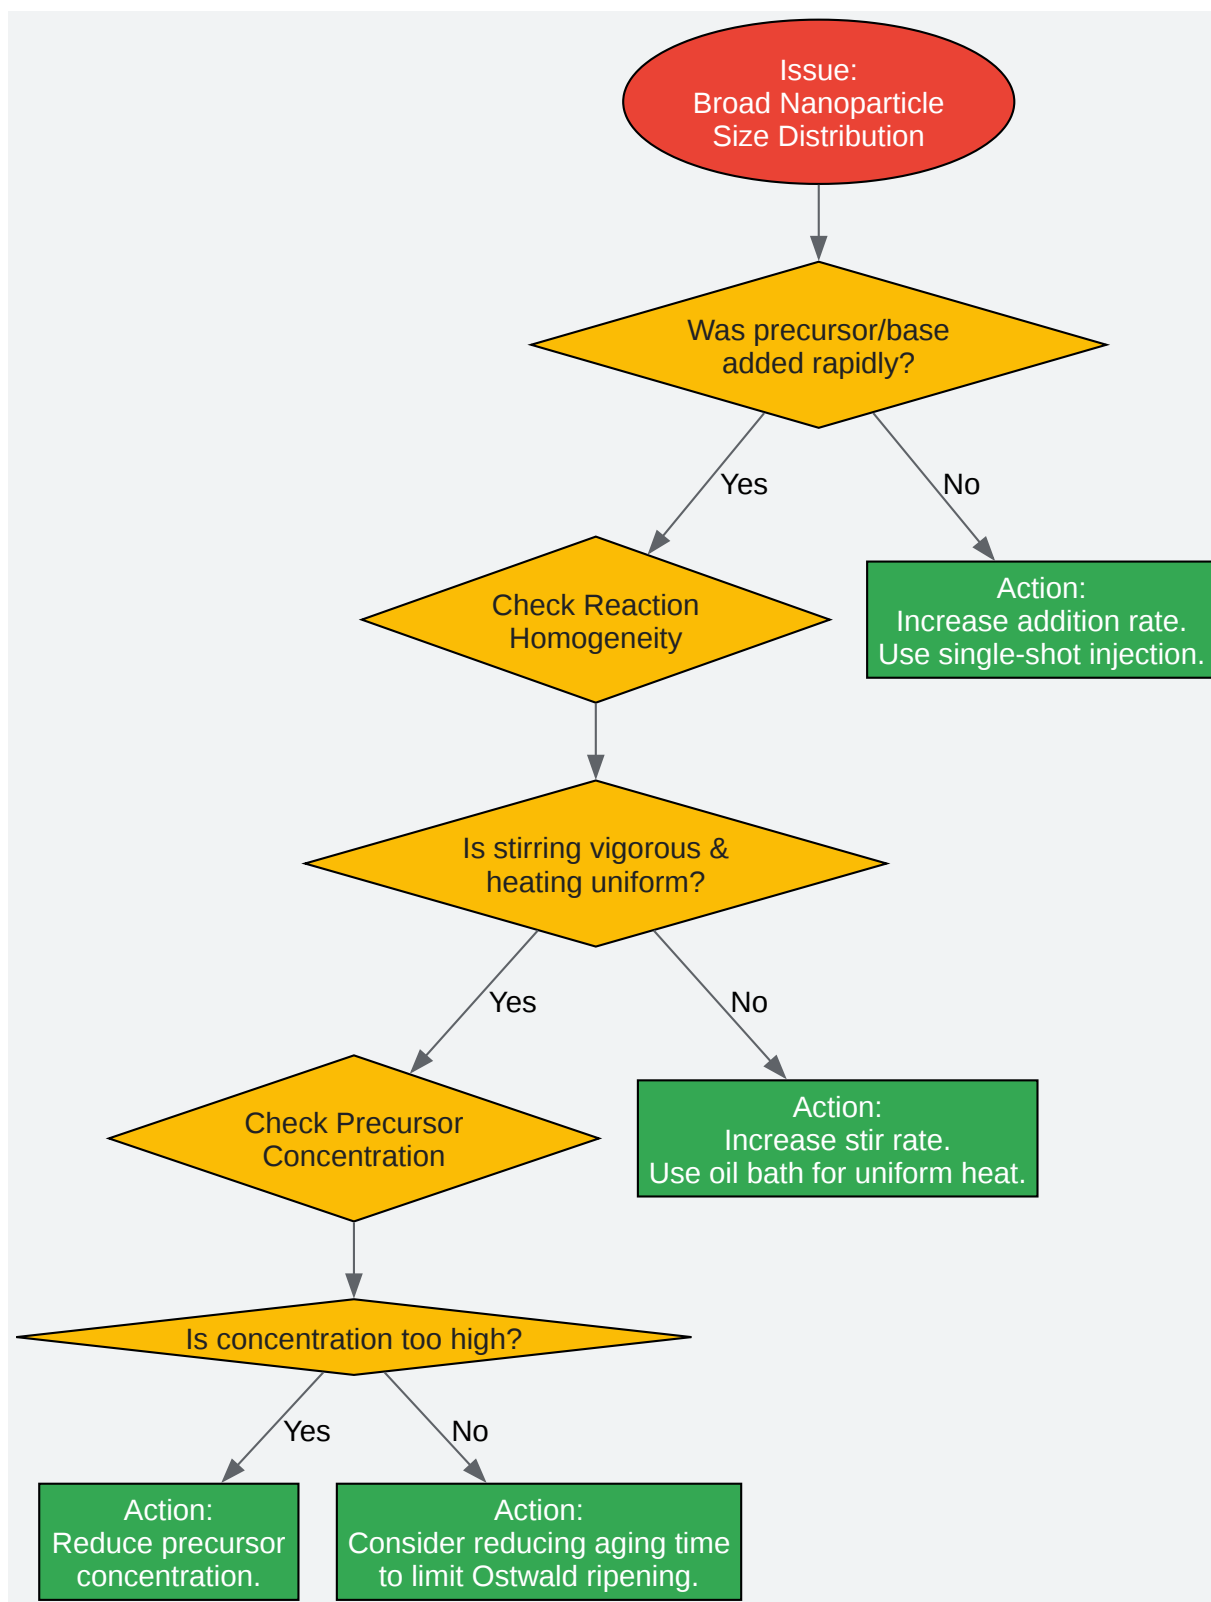 Issue:
Broad Nanoparticle
Size Distribution
Was precursor/base
added rapidly?
Yes
No
Check Reaction
Homogeneity
Action:
Increase addition rate.
Use single-shot injection.
Is stirring vigorous &
heating uniform?
Yes
No
Check Precursor
Concentration
Action:
Increase stir rate.
Use oil bath for uniform heat.
Is concentration too high?
Yes
No
Action:
Reduce precursor
concentration.
Action:
Consider reducing aging time
to limit Ostwald ripening.